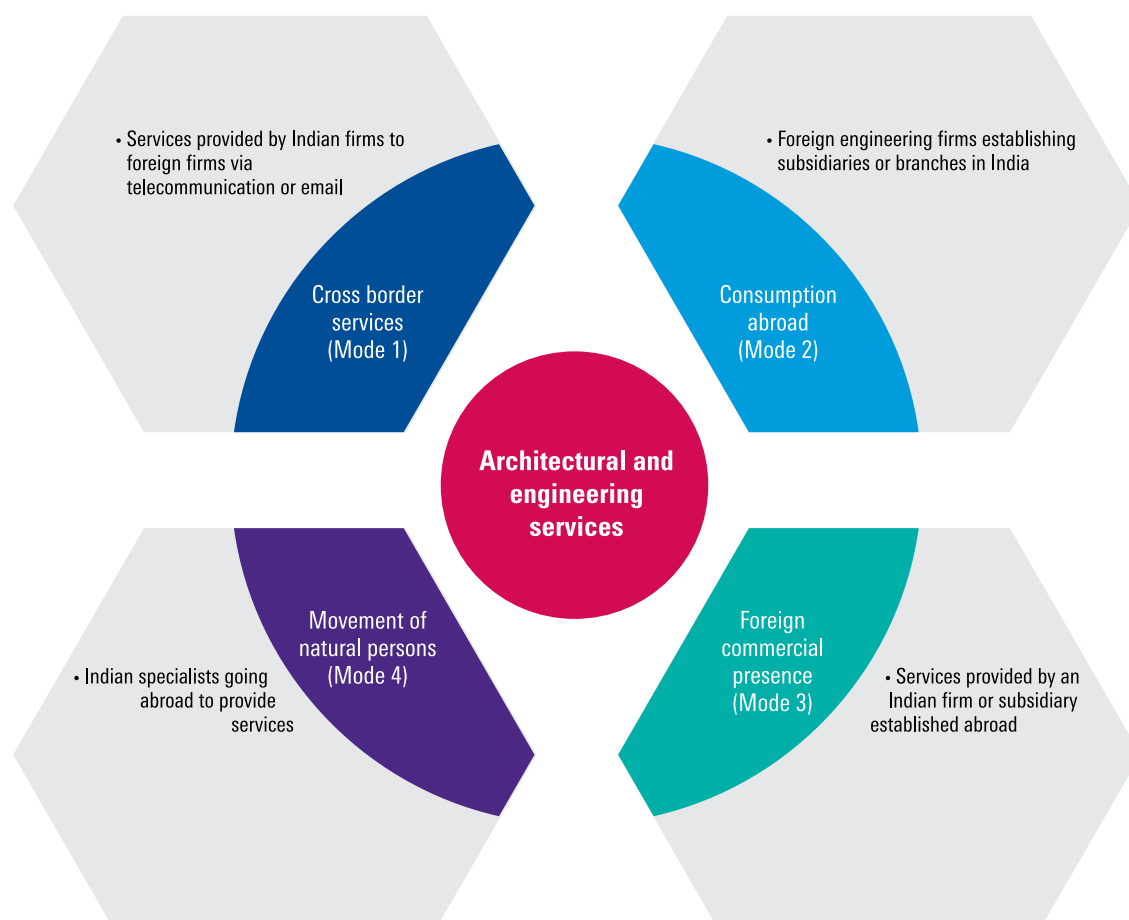 • Services provided by Indian firms to
foreign firms via
telecommunication or email
Cross border
services
(Mode 1)
• Foreign engineering firms establishing
subsidiaries or branches in India
Consumption
abroad
(Mode 2)
Architectural and
engineering
services
• Indian specialists going
abroad to provide
services
Movement of
natural persons
(Mode 4)
Foreign
commercial
presence
(Mode 3)
• Services provided by an
Indian firm or subsidiary
established abroad